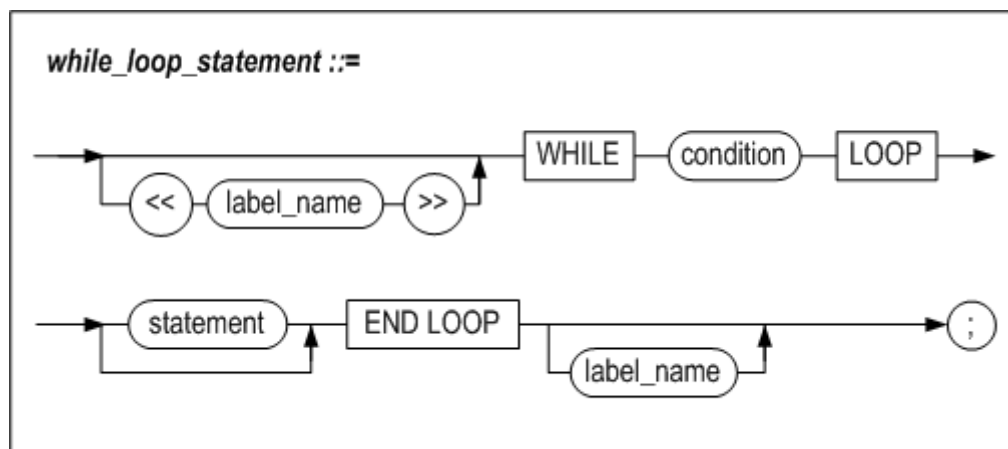 while_loop_statement ::=
WHILE condition LOOP
<< label_name >>
statement END LOOP ;
label_name